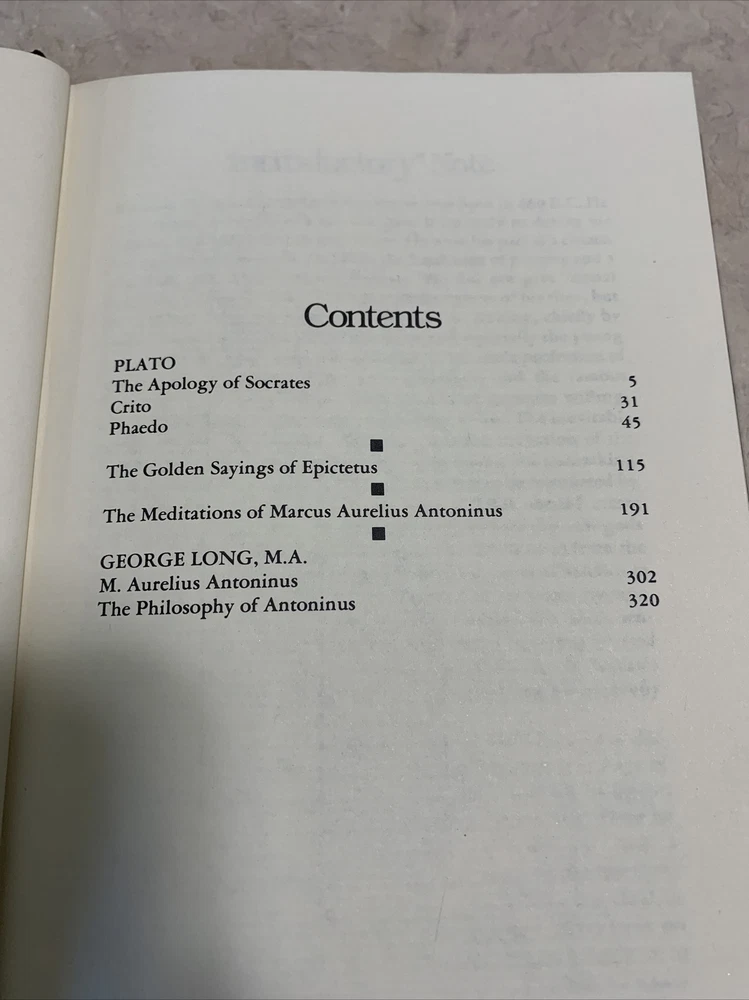 Contents
PLATO
The Apology of Socrates 5
Crito 31
Phaedo 45
The Golden Sayings of Epictetus 115
The Meditations of Marcus Aurelius Antoninus 191
GEORGE LONG, M.A.
M. Aurelius Antoninus 302
The Philosophy of Antoninus 320